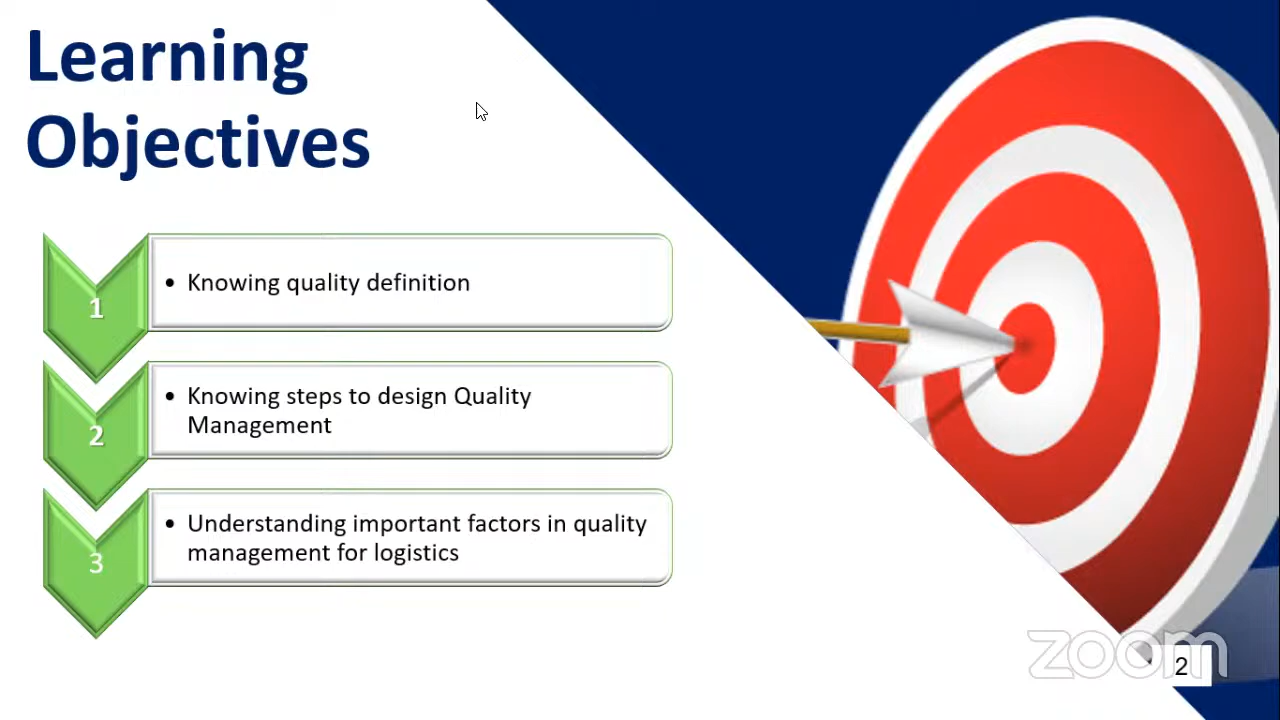 Learning
Objectives
1
• Knowing quality definition
2
• Knowing steps to design Quality
Management
3
• Understanding important factors in quality
management for logistics
zoom
2